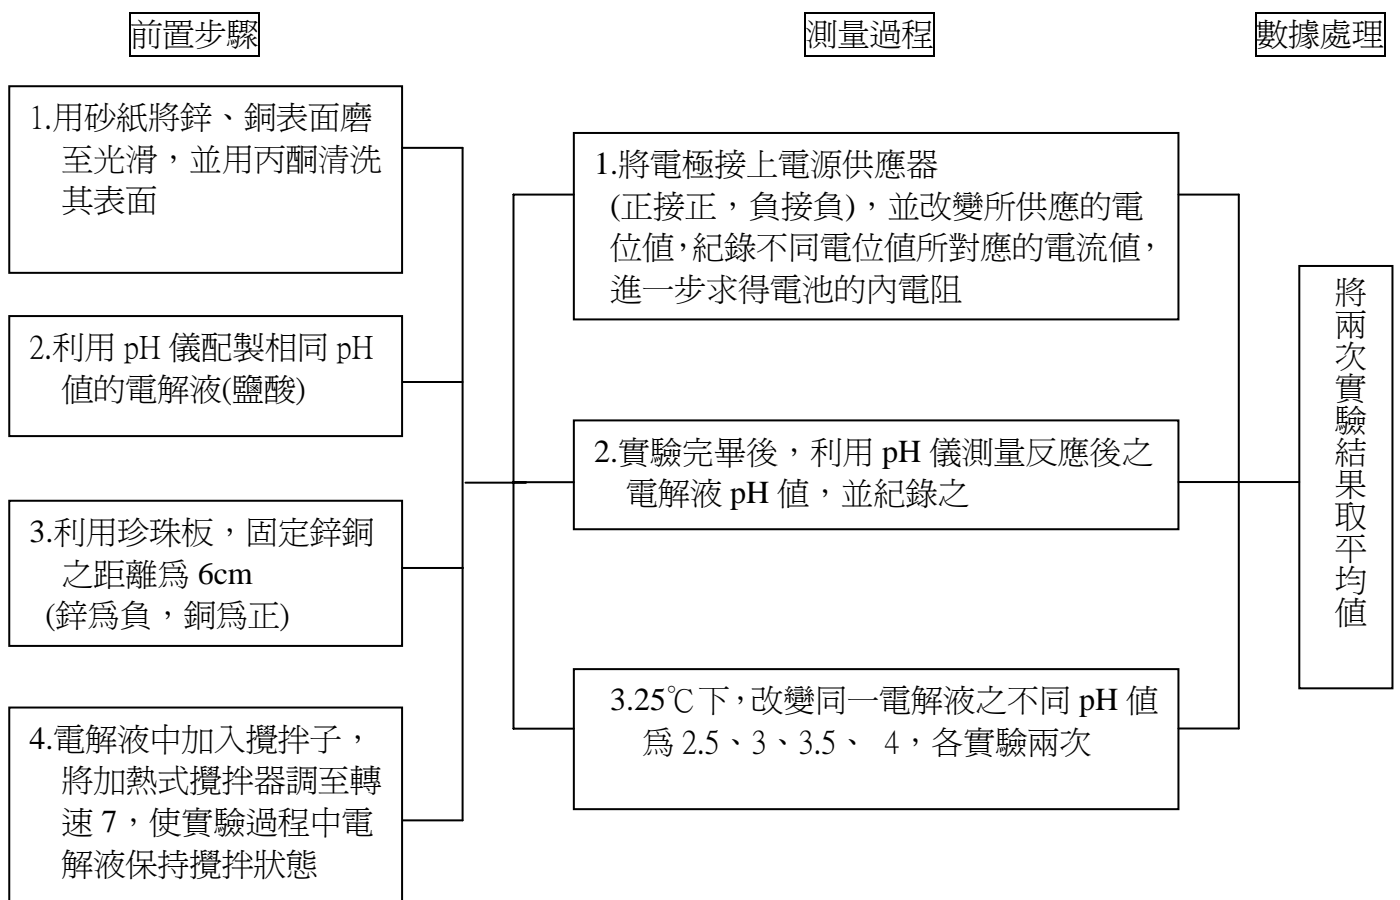 前置步驟
1.用砂紙將鋅、銅表面磨
至光滑，並用丙酮清洗
其表面
2.利用 pH 儀配製相同 pH
值的電解液(鹽酸)
3.利用珍珠板，固定鋅銅
之距離為 6cm
(鋅為負，銅為正)
4.電解液中加入攪拌子，
將加熱式攪拌器調至轉
速 7，使實驗過程中電
解液保持攪拌狀態
測量過程
1.將電極接上電源供應器
(正接正，負接負)，並改變所供應的電
位值，紀錄不同電位值所對應的電流值，
進一步求得電池的內電阻
2.實驗完畢後，利用 pH 儀測量反應後之
電解液 pH 值，並紀錄之
3.25℃下，改變同一電解液之不同 pH 值
為 2.5、3、3.5、 4，各實驗兩次
數據處理
將兩次實驗結果取平均值